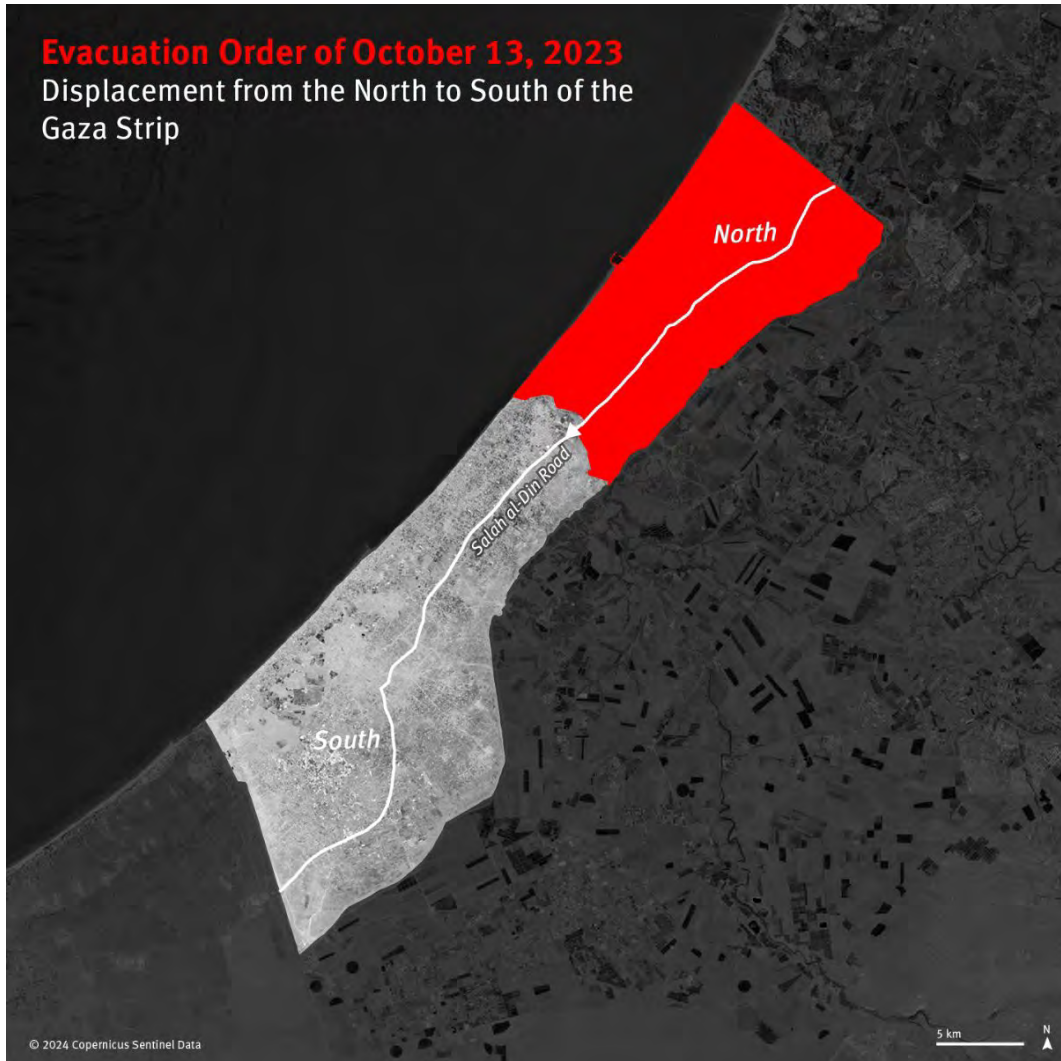 Evacuation Order of October 13, 2023
Displacement from the North to South of the
Gaza Strip
North
Salah al-Din Road
South
© 2024 Copernicus Sentinel Data
5 km
N